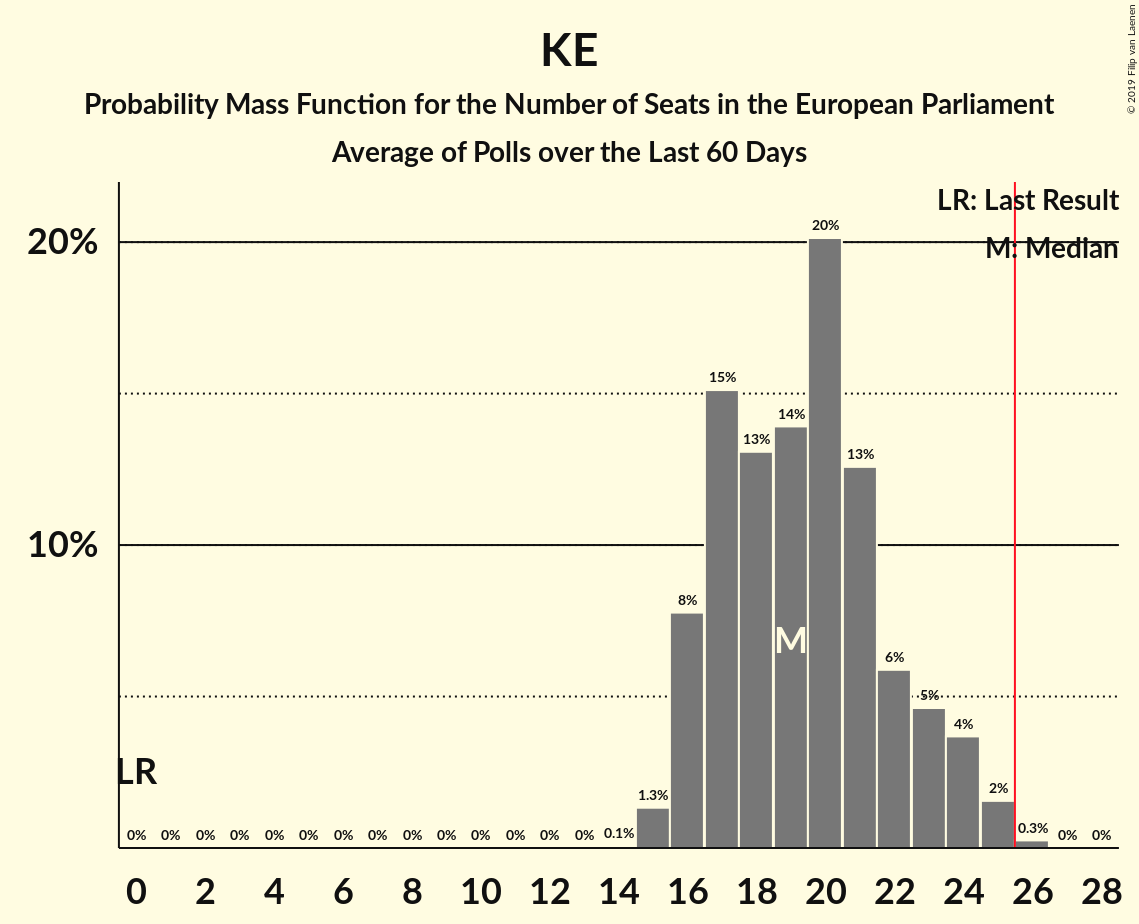 KE
Probability Mass Function for the Number of Seats in the European Parliament
Average of Polls over the Last 60 Days
© 2019 Filip van Laenen
LR: Last Result
M: Median
20%
10%
0% 0% 0% 0% 0% 0% 0% 0% 0% 0% 0% 0% 0% 0% 0.1% 1.3% 8% 15% 13% 14% 20% 13% 6% 5% 4% 2% 0.3% 0% 0%
M
LR
0 2 4 6 8 10 12 14 16 18 20 22 24 26 28